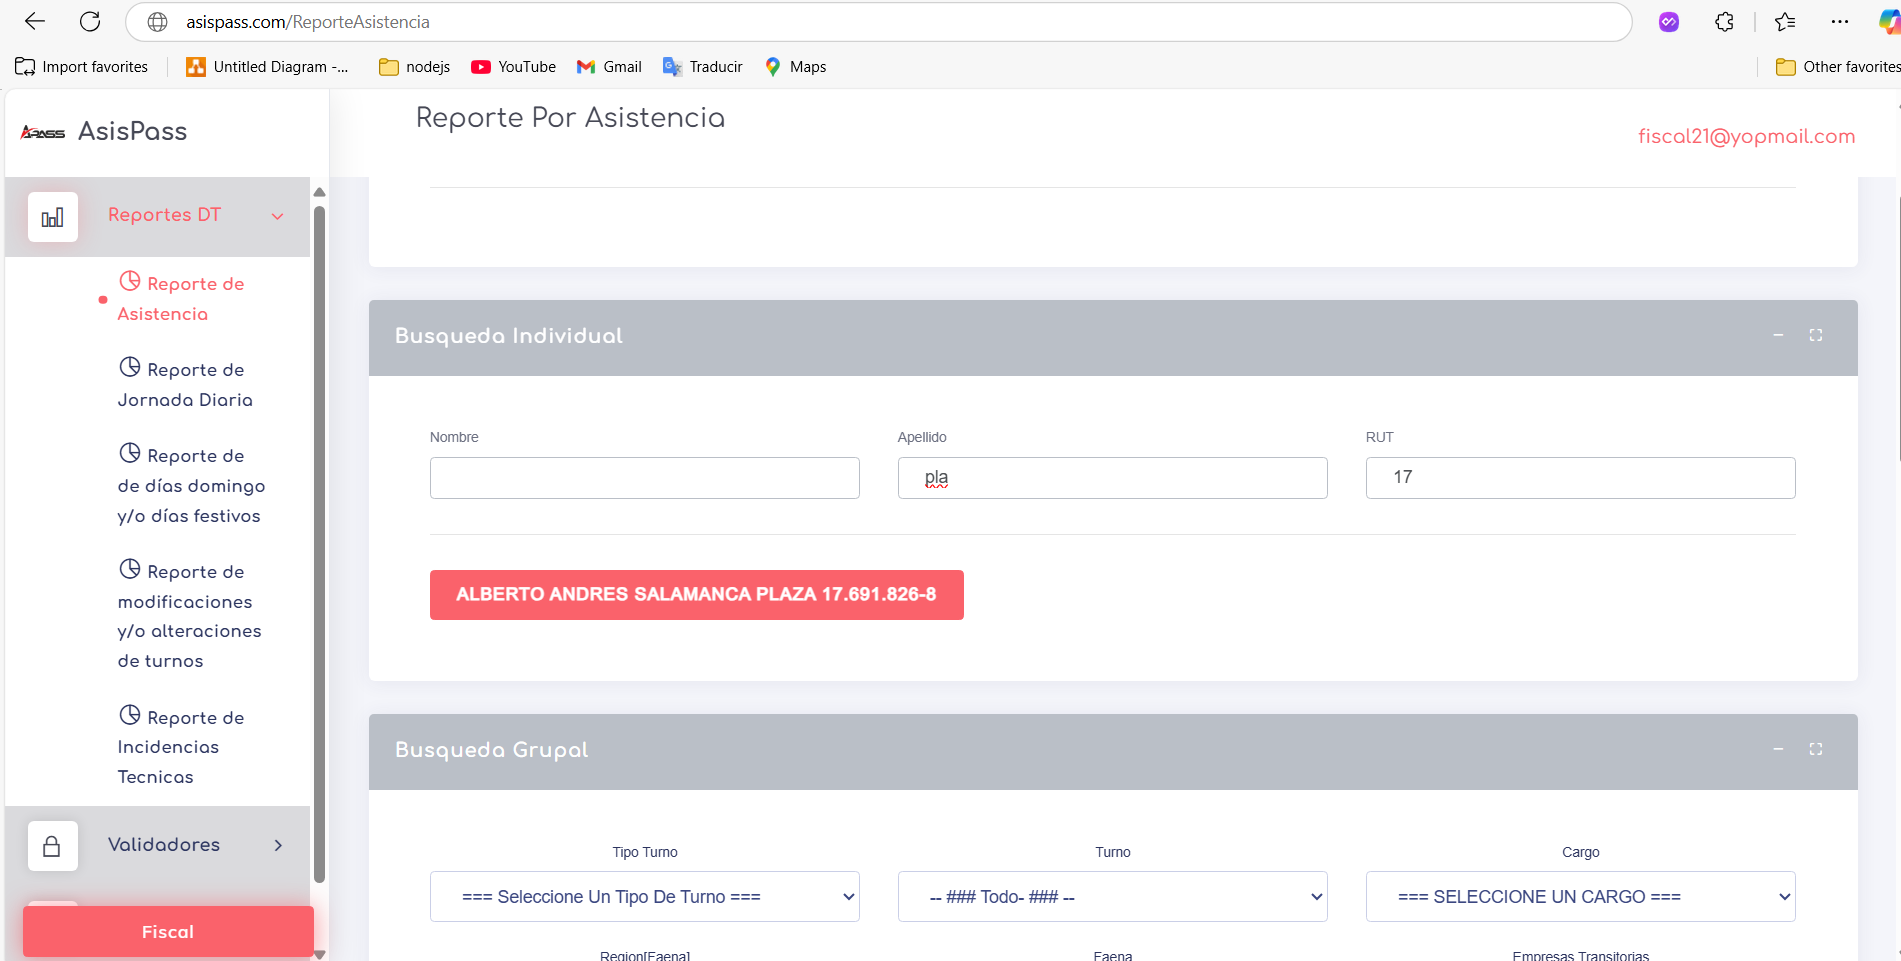 asispass.com/ReporteAsistencia
Import favorites
Untitled Diagram -...
nodejs
YouTube
Gmail
Traducir
Maps
Other favorites
APASS AsisPass
Reporte Por Asistencia
fiscal21@yopmail.com
Reportes DT
Reporte de
Asistencia
Reporte de
Jornada Diaria
Reporte de
de días domingo
y/o días festivos
Reporte de
modificaciones
y/o alteraciones
de turnos
Reporte de
Incidencias
Tecnicas
Validadores
Fiscal
Busqueda Individual
Nombre
Apellido
RUT
pla
17
ALBERTO ANDRES SALAMANCA PLAZA 17.691.826-8
Busqueda Grupal
Tipo Turno
Turno
Cargo
=== Seleccione Un Tipo De Turno ===
-- ### Todo- ### --
=== SELECCIONE UN CARGO ===
Region[Faena]
Faena
Empresas Transitorias